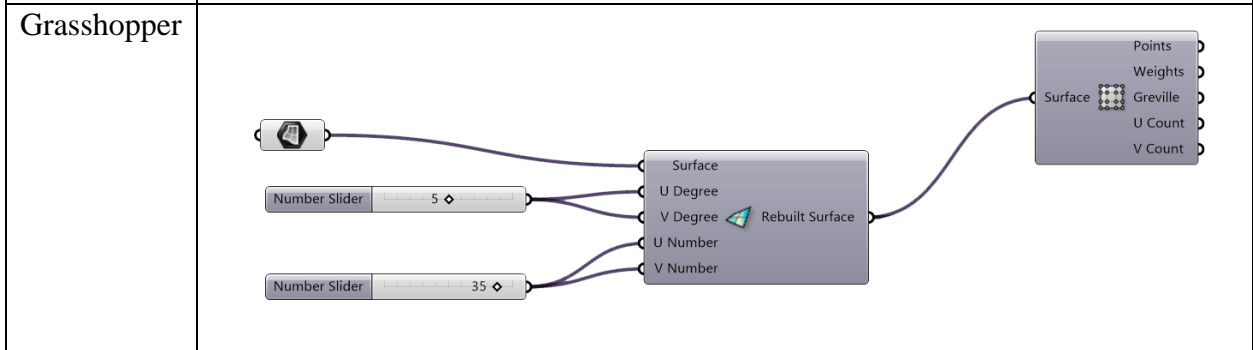 Grasshopper
Points
Weights
Surface Greville
U Count
V Count
Surface
Number Slider 5
U Degree
V Degree Rebuilt Surface
U Number
V Number
Number Slider 35